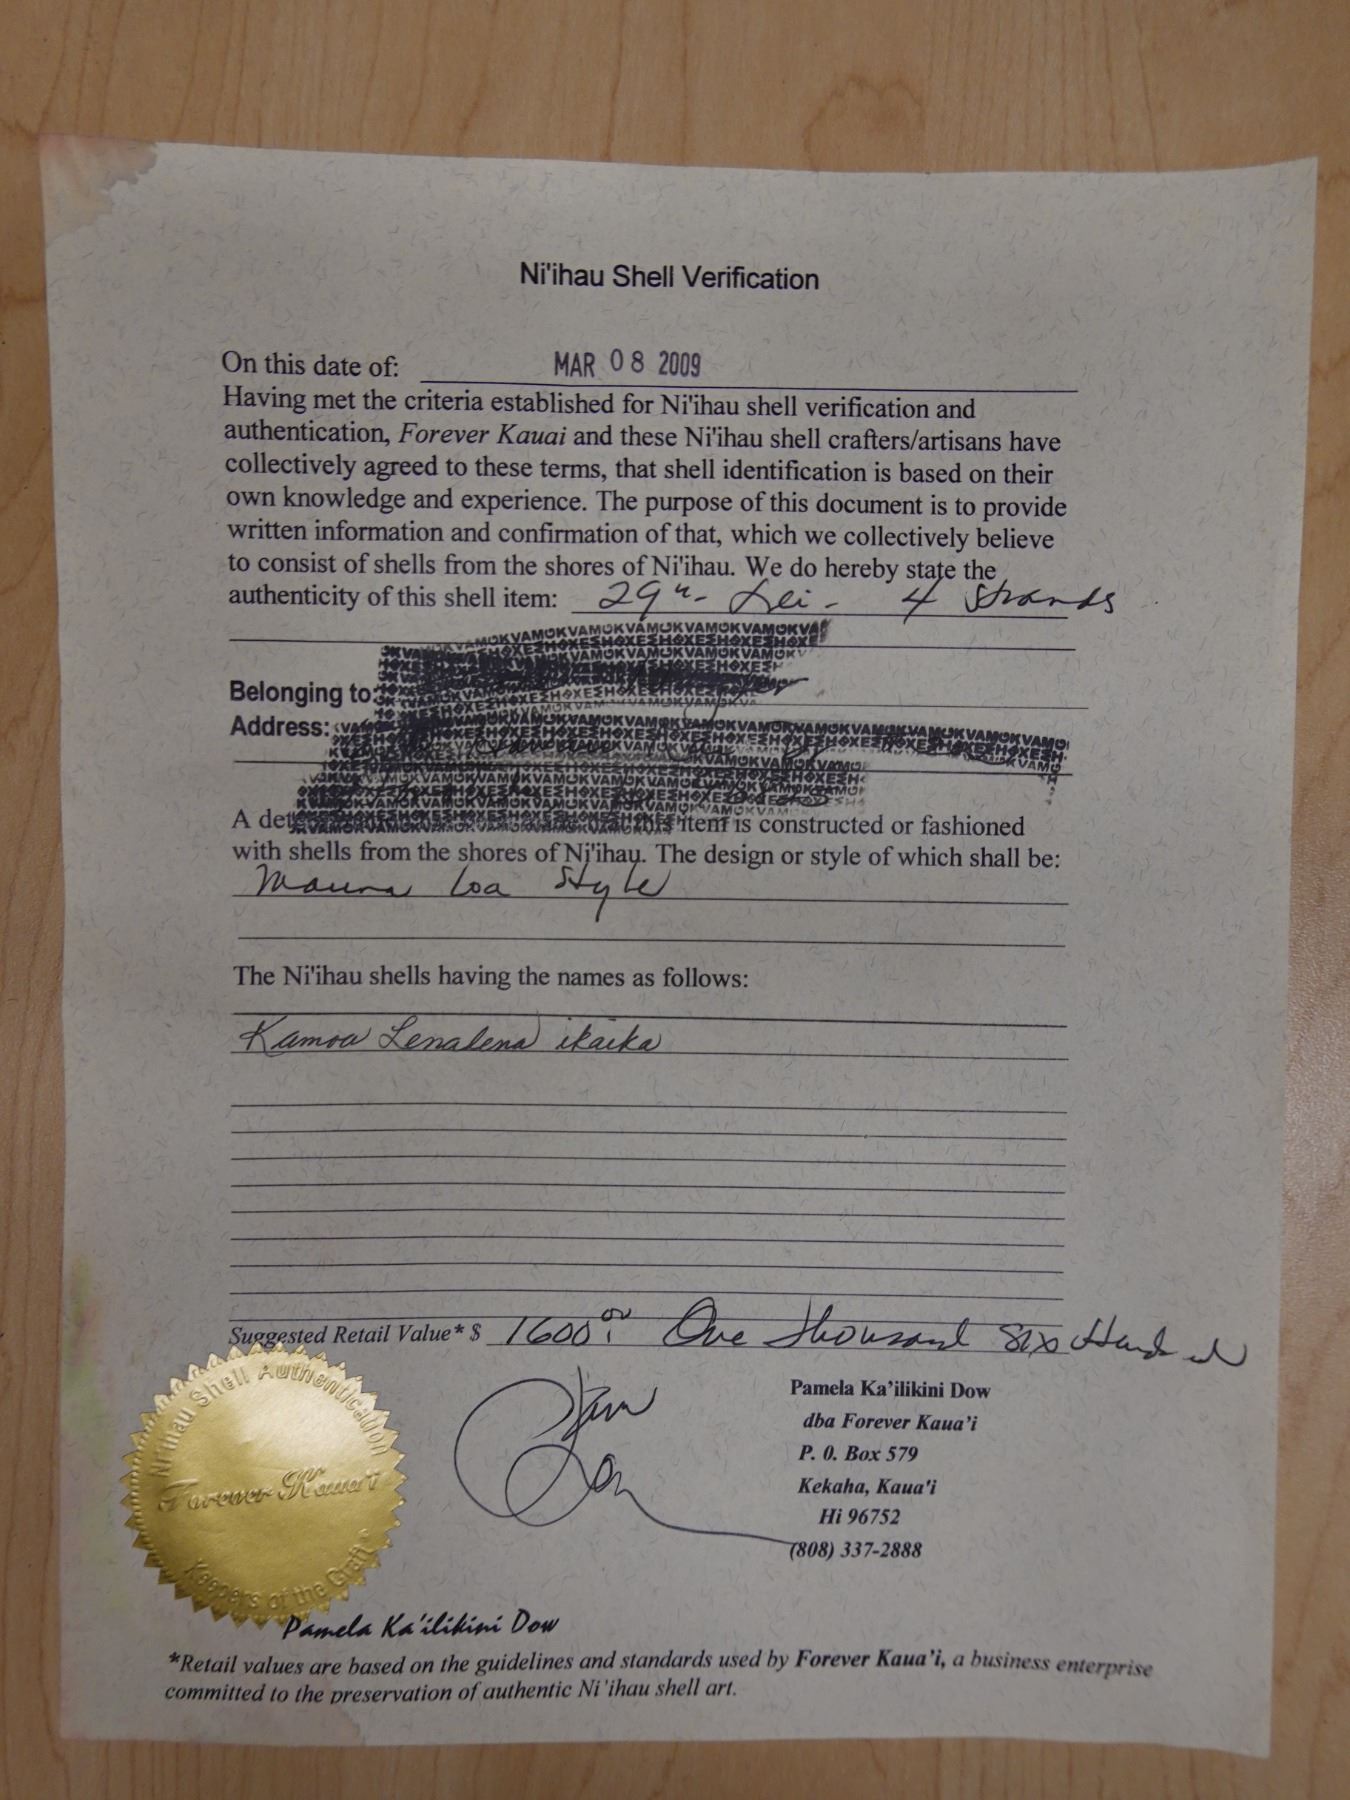 Ni'ihau Shell Verification
On this date of: MAR 08 2009
Having met the criteria established for Ni'ihau shell verification and
authentication, Forever Kauai and these Ni'ihau shell crafters/artisans have
collectively agreed to these terms, that shell identification is based on their
own knowledge and experience. The purpose of this document is to provide
written information and confirmation of that, which we collectively believe
to consist of shells from the shores of Ni'ihau. We do hereby state the
authenticity of this shell item: 29"- Lei - 4 Strands
Belonging to:
Address:
A det this item is constructed or fashioned
with shells from the shores of Ni'ihau. The design or style of which shall be:
Mauna loa Style
The Ni'ihau shells having the names as follows:
Kamoa Lenalena ikaika
Suggested Retail Value* $ 1600.00 One thousand Six Hundred
Ni'ihau Shell Authentication
Forever Kaua'i
Keepers of the Craft
Pam Dow
Pamela Ka'ilikini Dow
dba Forever Kaua'i
P. O. Box 579
Kekaha, Kaua'i
Hi 96752
(808) 337-2888
Pamela Ka'ilikini Dow
*Retail values are based on the guidelines and standards used by Forever Kaua'i, a business enterprise
committed to the preservation of authentic Ni'ihau shell art.